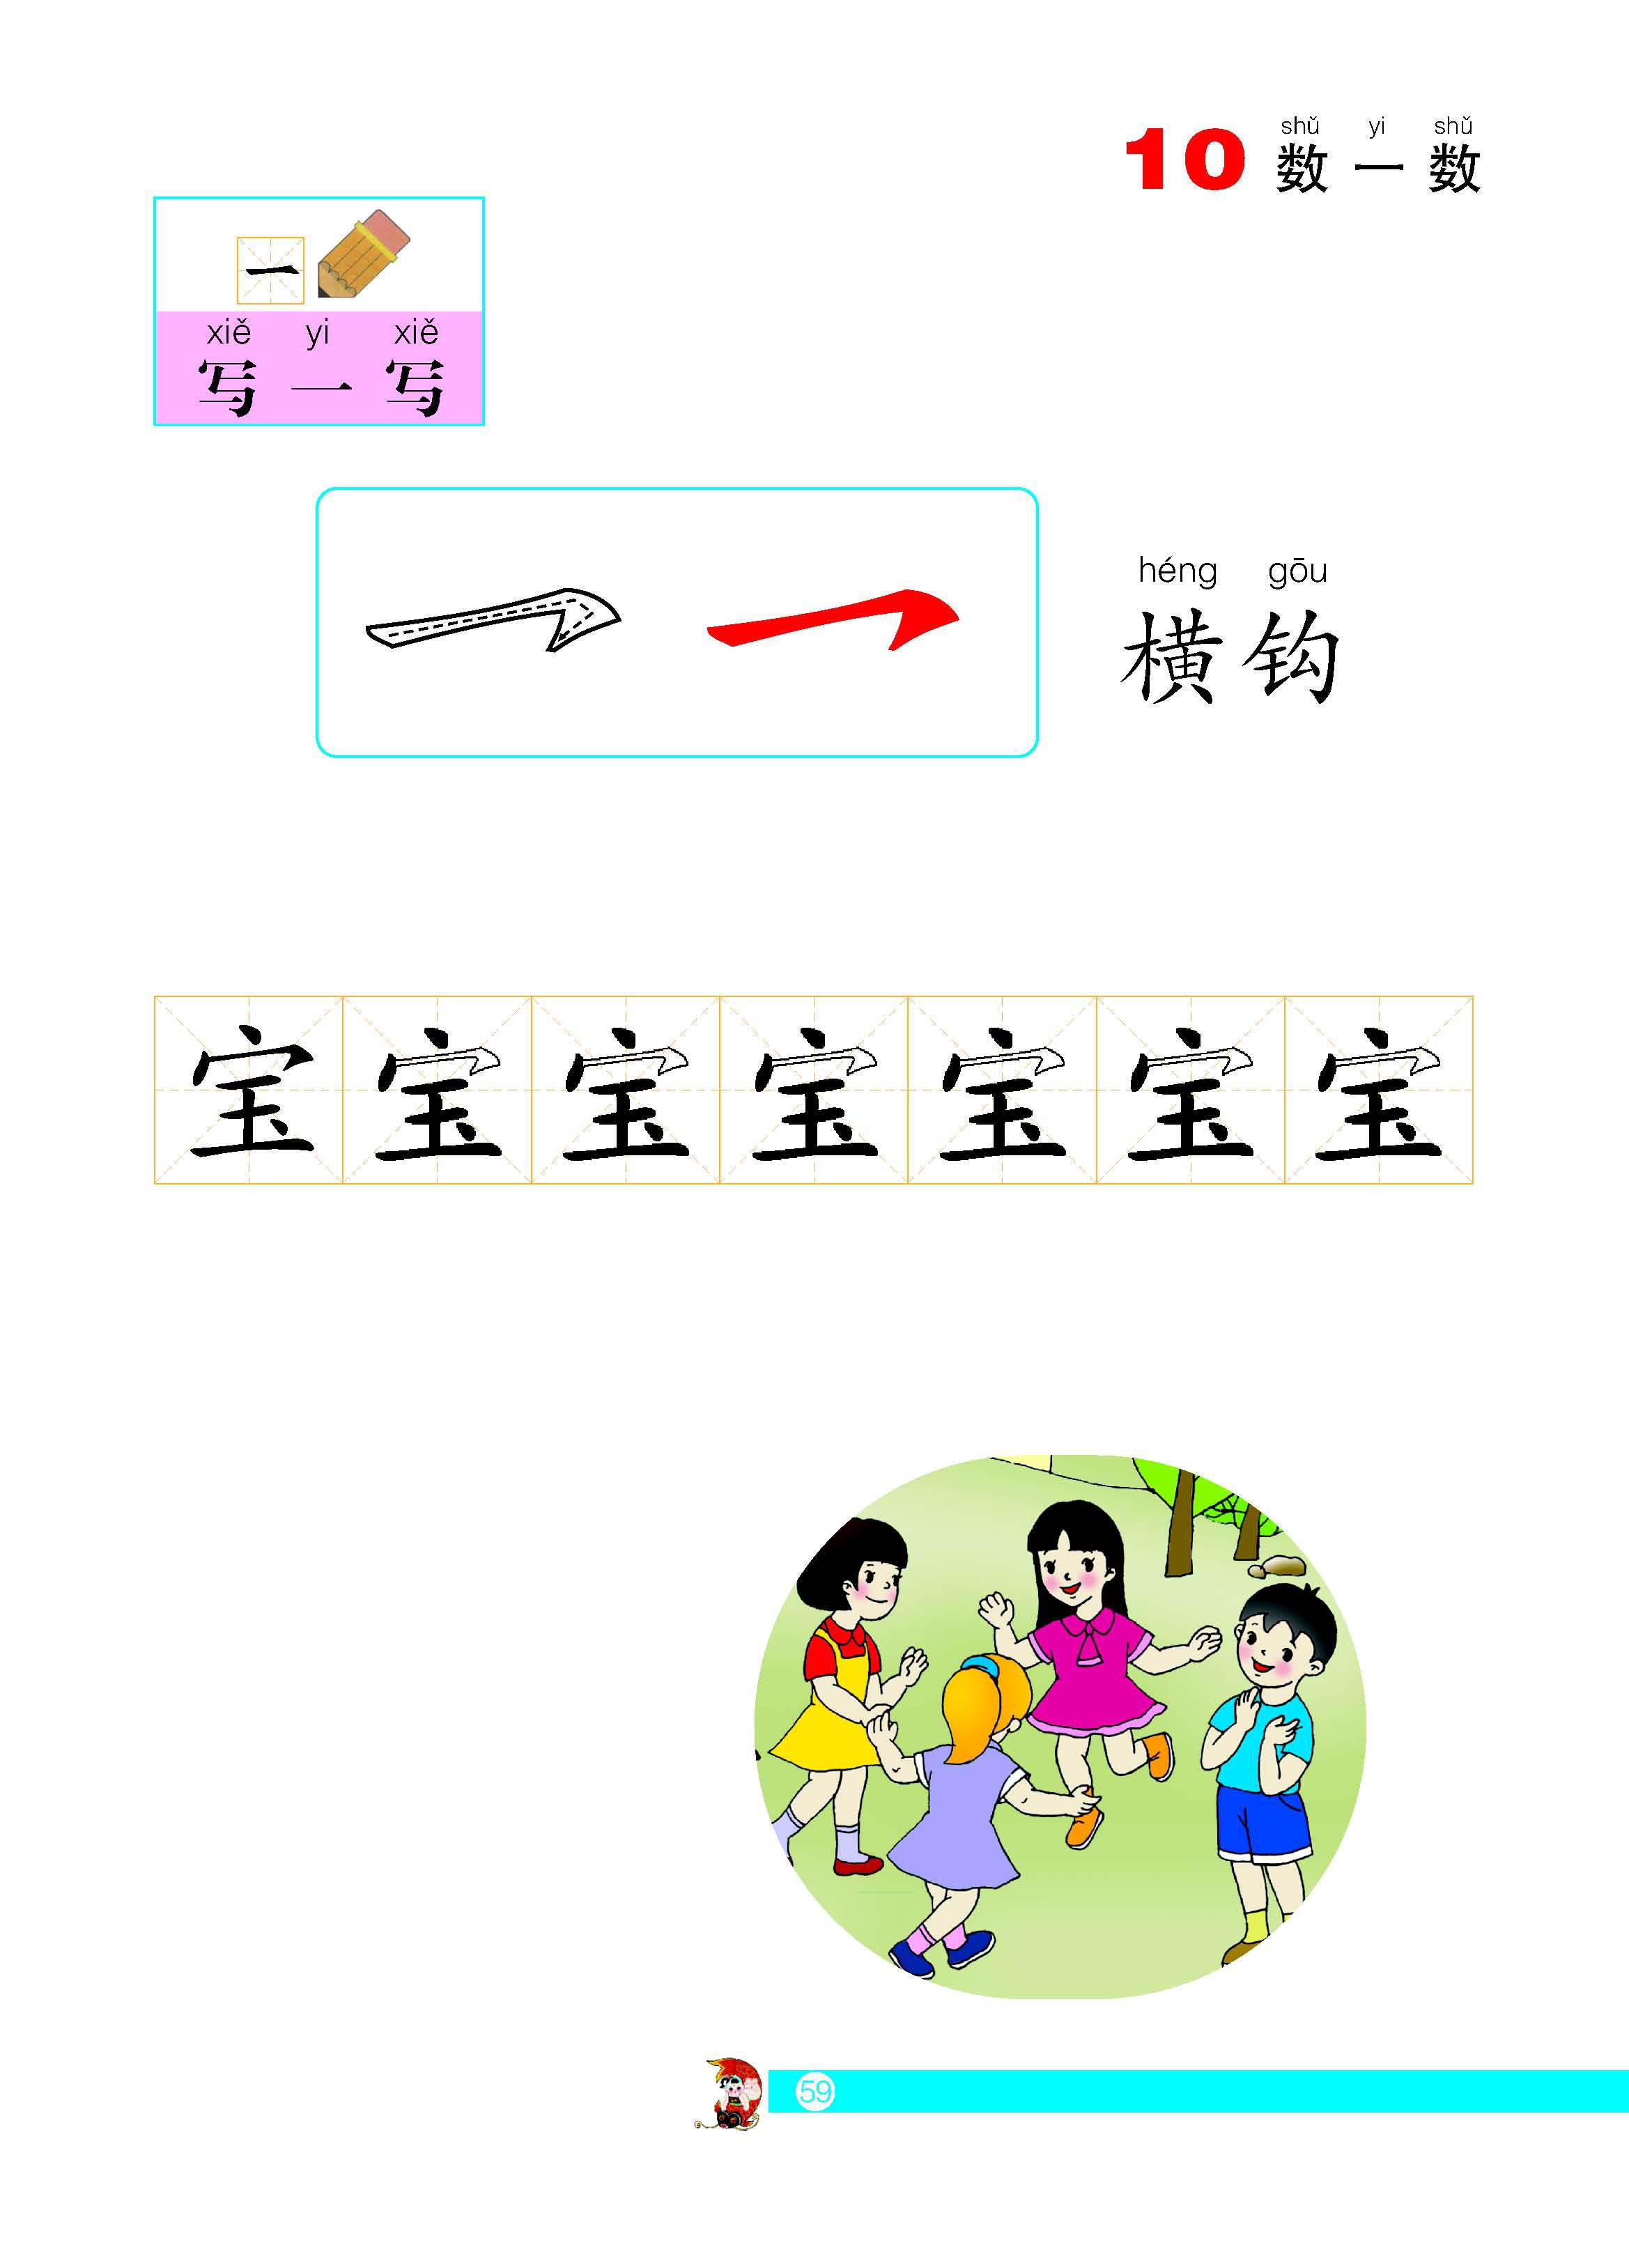 shǔ yi shǔ
10 数一数
一
xiě yi xiě
写一写
héng gōu
横钩
宝 宝 宝 宝 宝 宝 宝
59